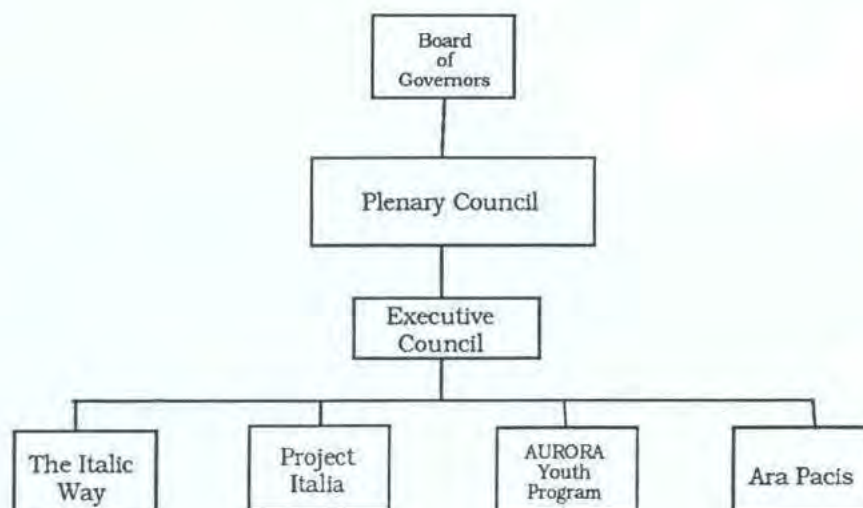 Board
of
Governors
Plenary Council
Executive
Council
The Italic
Way
Project
Italia
AURORA
Youth
Program
Ara Pacis